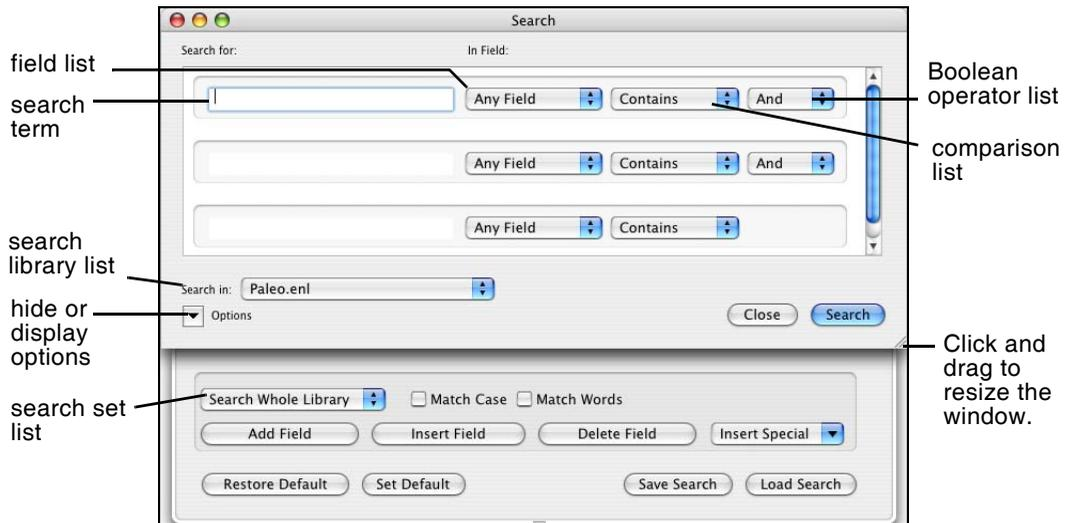 Search
Search for: In Field:
field list
search
term
Any Field Contains And
Boolean
operator list
comparison
list
Any Field Contains And
Any Field Contains
search
library list
Search in: Paleo.enl
hide or
display
options
Options
Close Search
Click and
drag to
resize the
window.
search set
list
Search Whole Library Match Case Match Words
Add Field Insert Field Delete Field Insert Special
Restore Default Set Default Save Search Load Search